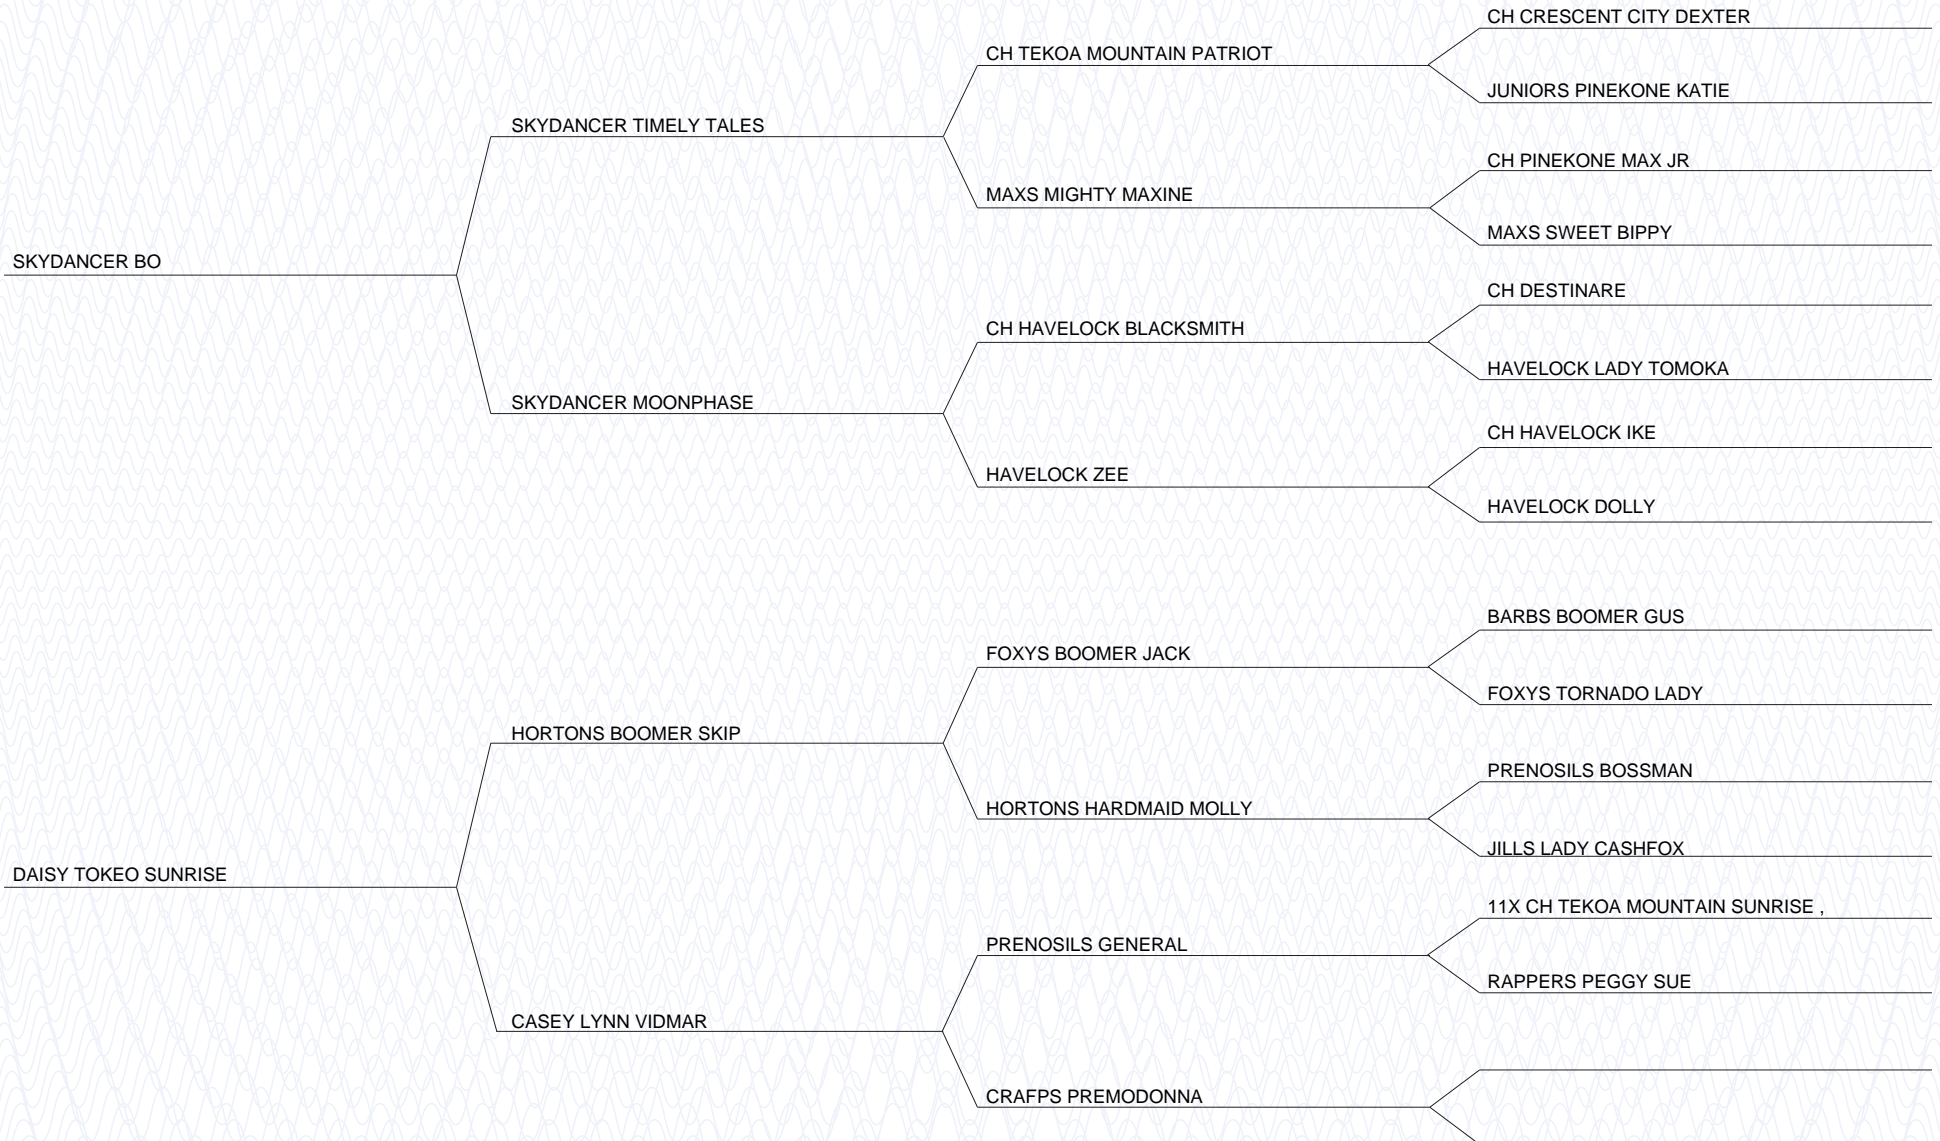 CH CRESCENT CITY DEXTER
CH TEKOA MOUNTAIN PATRIOT
JUNIORS PINEKONE KATIE
SKYDANCER TIMELY TALES
CH PINEKONE MAX JR
MAXS MIGHTY MAXINE
MAXS SWEET BIPPY
SKYDANCER BO
CH DESTINARE
CH HAVELOCK BLACKSMITH
HAVELOCK LADY TOMOKA
SKYDANCER MOONPHASE
CH HAVELOCK IKE
HAVELOCK ZEE
HAVELOCK DOLLY
BARBS BOOMER GUS
FOXYS BOOMER JACK
FOXYS TORNADO LADY
HORTONS BOOMER SKIP
PRENOSILS BOSSMAN
HORTONS HARDMAID MOLLY
JILLS LADY CASHFOX
DAISY TOKEO SUNRISE
11X CH TEKOA MOUNTAIN SUNRISE ,
PRENOSILS GENERAL
RAPPERS PEGGY SUE
CASEY LYNN VIDMAR
CRAFPS PREMODONNA